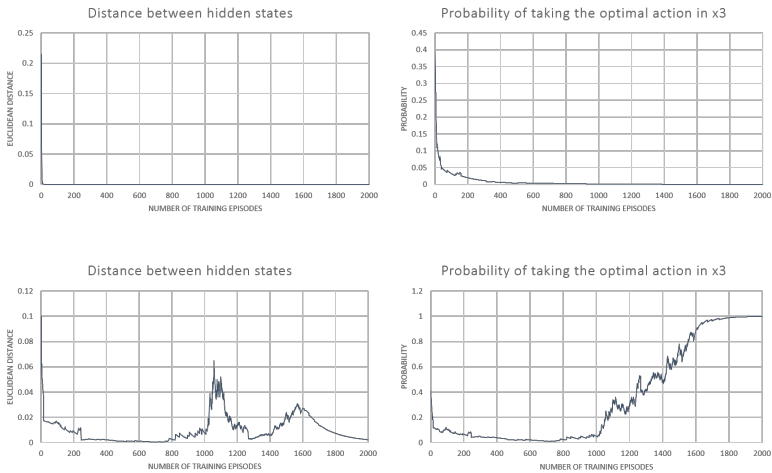 Distance between hidden states
0.25
0.2
0.15
0.1
0.05
0
EUCLIDEAN DISTANCE
0 200 400 600 800 1000 1200 1400 1600 1800 2000
NUMBER OF TRAINING EPISODES
Probability of taking the optimal action in x3
0.45
0.4
0.35
0.3
0.25
0.2
0.15
0.1
0.05
0
PROBABILITY
0 200 400 600 800 1000 1200 1400 1600 1800 2000
NUMBER OF TRAINING EPISODES
Distance between hidden states
0.12
0.1
0.08
0.06
0.04
0.02
0
EUCLIDEAN DISTANCE
0 200 400 600 800 1000 1200 1400 1600 1800 2000
NUMBER OF TRAINING EPISODES
Probability of taking the optimal action in x3
1.2
1
0.8
0.6
0.4
0.2
0
PROBABILITY
0 200 400 600 800 1000 1200 1400 1600 1800 2000
NUMBER OF TRAINING EPISODES